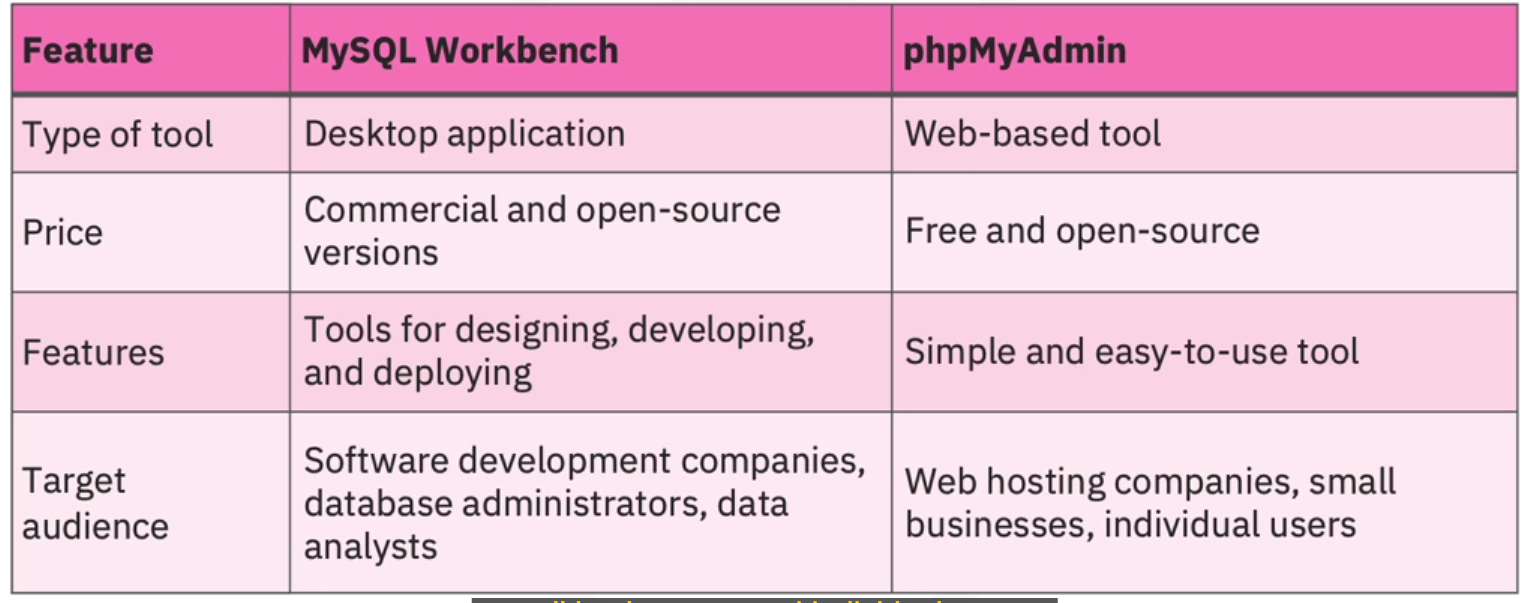 Feature
MySQL Workbench
phpMyAdmin
Type of tool
Desktop application
Web-based tool
Price
Commercial and open-source
versions
Free and open-source
Features
Tools for designing, developing,
and deploying
Simple and easy-to-use tool
Target
audience
Software development companies,
database administrators, data
analysts
Web hosting companies, small
businesses, individual users